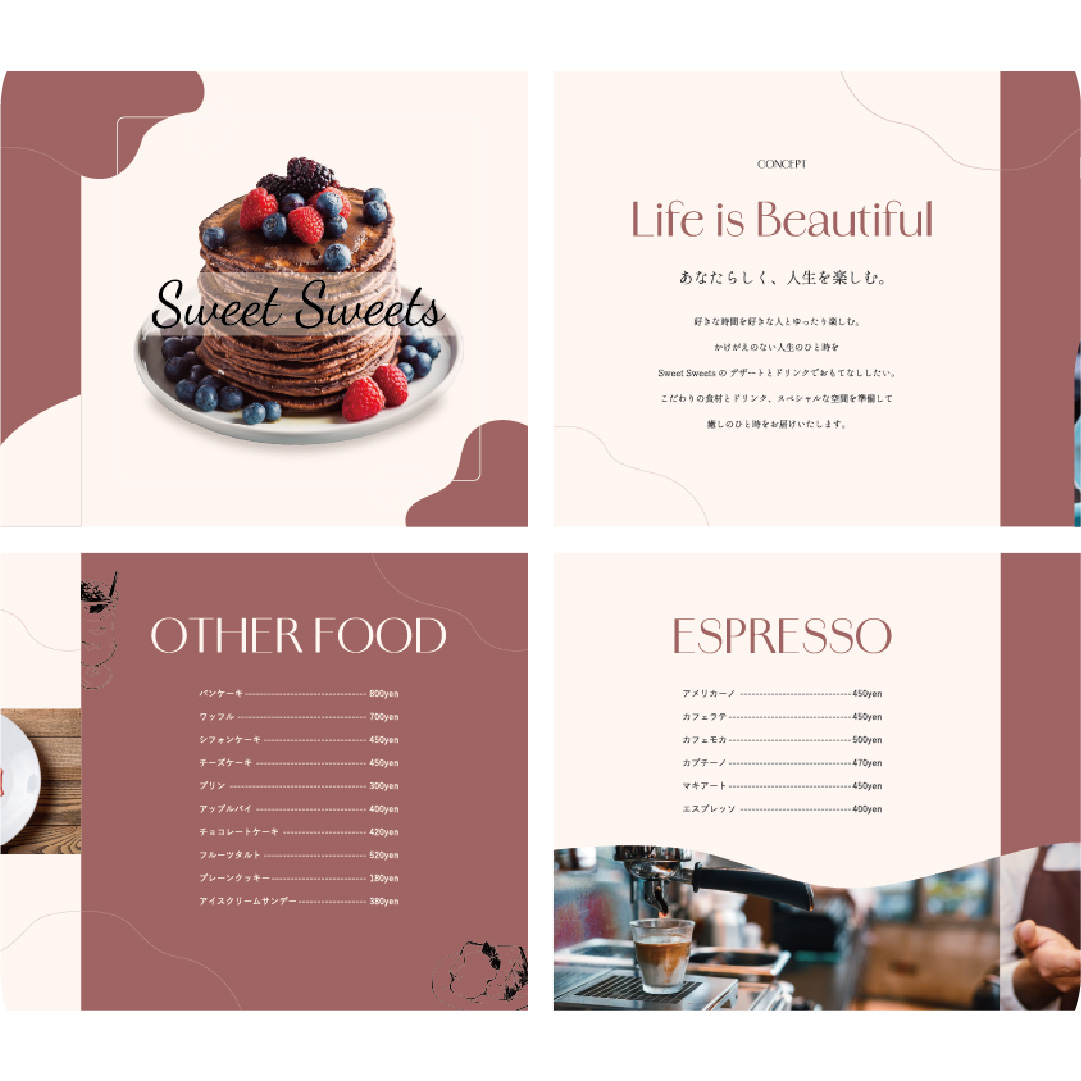 Sweet Sweets
CONCEPT
Life is Beautiful
あなたらしく、人生を楽しむ。
好きな時間を好きな人とゆったり楽しむ。
かけがえのない人生のひと時を
Sweet Sweets の デザートとドリンクでおもてなししたい。
こだわりの食材とドリンク、スペシャルな空間を準備して
癒しのひと時をお届けいたします。
OTHER FOOD
パンケーキ ------------------------------ 800yen
ワッフル --------------------------------- 700yen
シフォンケーキ ------------------------- 450yen
チーズケーキ --------------------------- 450yen
プリン ---------------------------------- 300yen
アップルパイ --------------------------- 400yen
チョコレートケーキ --------------------- 420yen
フルーツタルト ------------------------- 520yen
プレーンクッキー ----------------------- 180yen
アイスクリームサンデー ---------------- 380yen
ESPRESSO
アメリカーノ ---------------------------450yen
カフェラテ ------------------------------450yen
カフェモカ ------------------------------500yen
カプチーノ ------------------------------470yen
マキアート ------------------------------450yen
エスプレッソ ---------------------------400yen